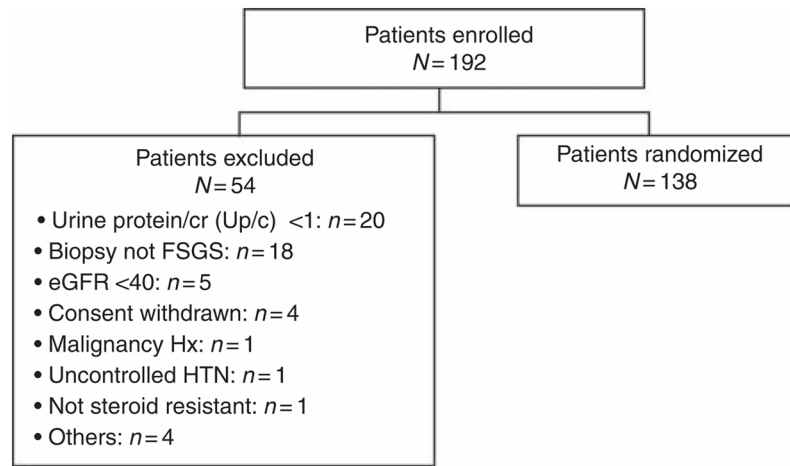 Patients enrolled
N = 192
Patients excluded
N = 54
• Urine protein/cr (Up/c) <1: n = 20
• Biopsy not FSGS: n = 18
• eGFR <40: n = 5
• Consent withdrawn: n = 4
• Malignancy Hx: n = 1
• Uncontrolled HTN: n = 1
• Not steroid resistant: n = 1
• Others: n = 4
Patients randomized
N = 138